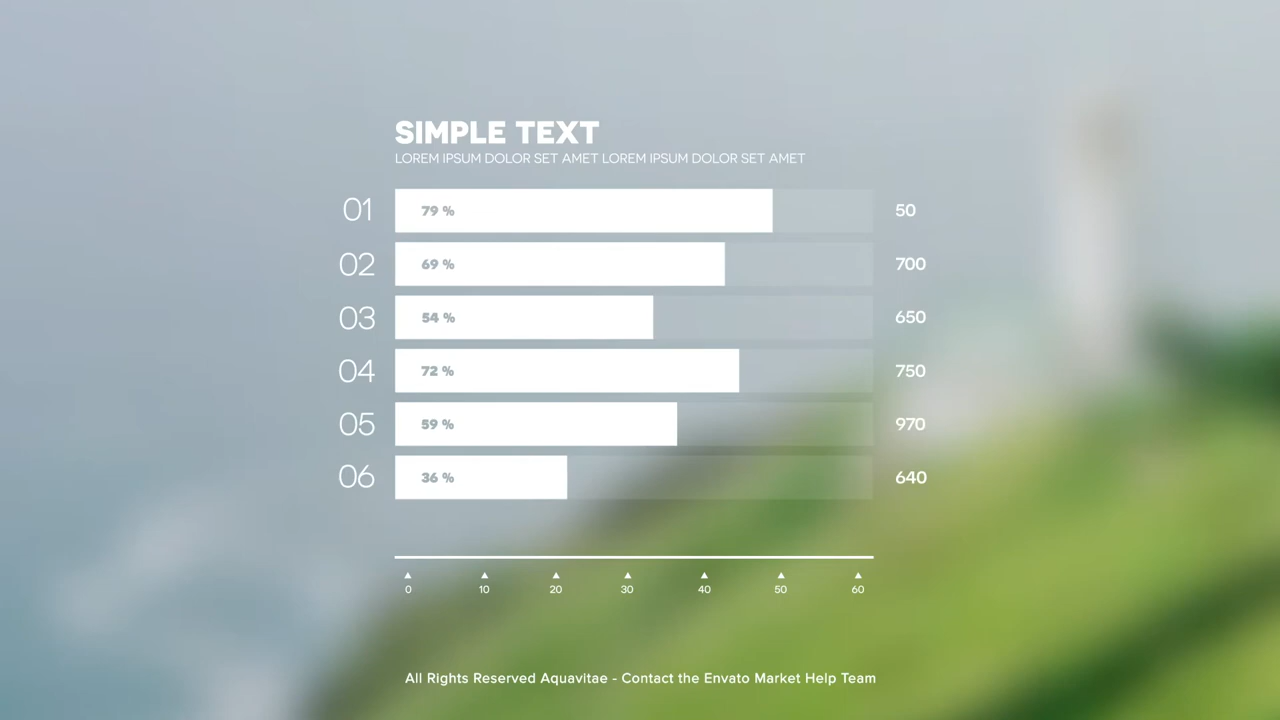 SIMPLE TEXT
LOREM IPSUM DOLOR SET AMET LOREM IPSUM DOLOR SET AMET
01 79 % 50
02 69 % 700
03 54 % 650
04 72 % 750
05 59 % 970
06 36 % 640
0 10 20 30 40 50 60
All Rights Reserved Aquavitae - Contact the Envato Market Help Team